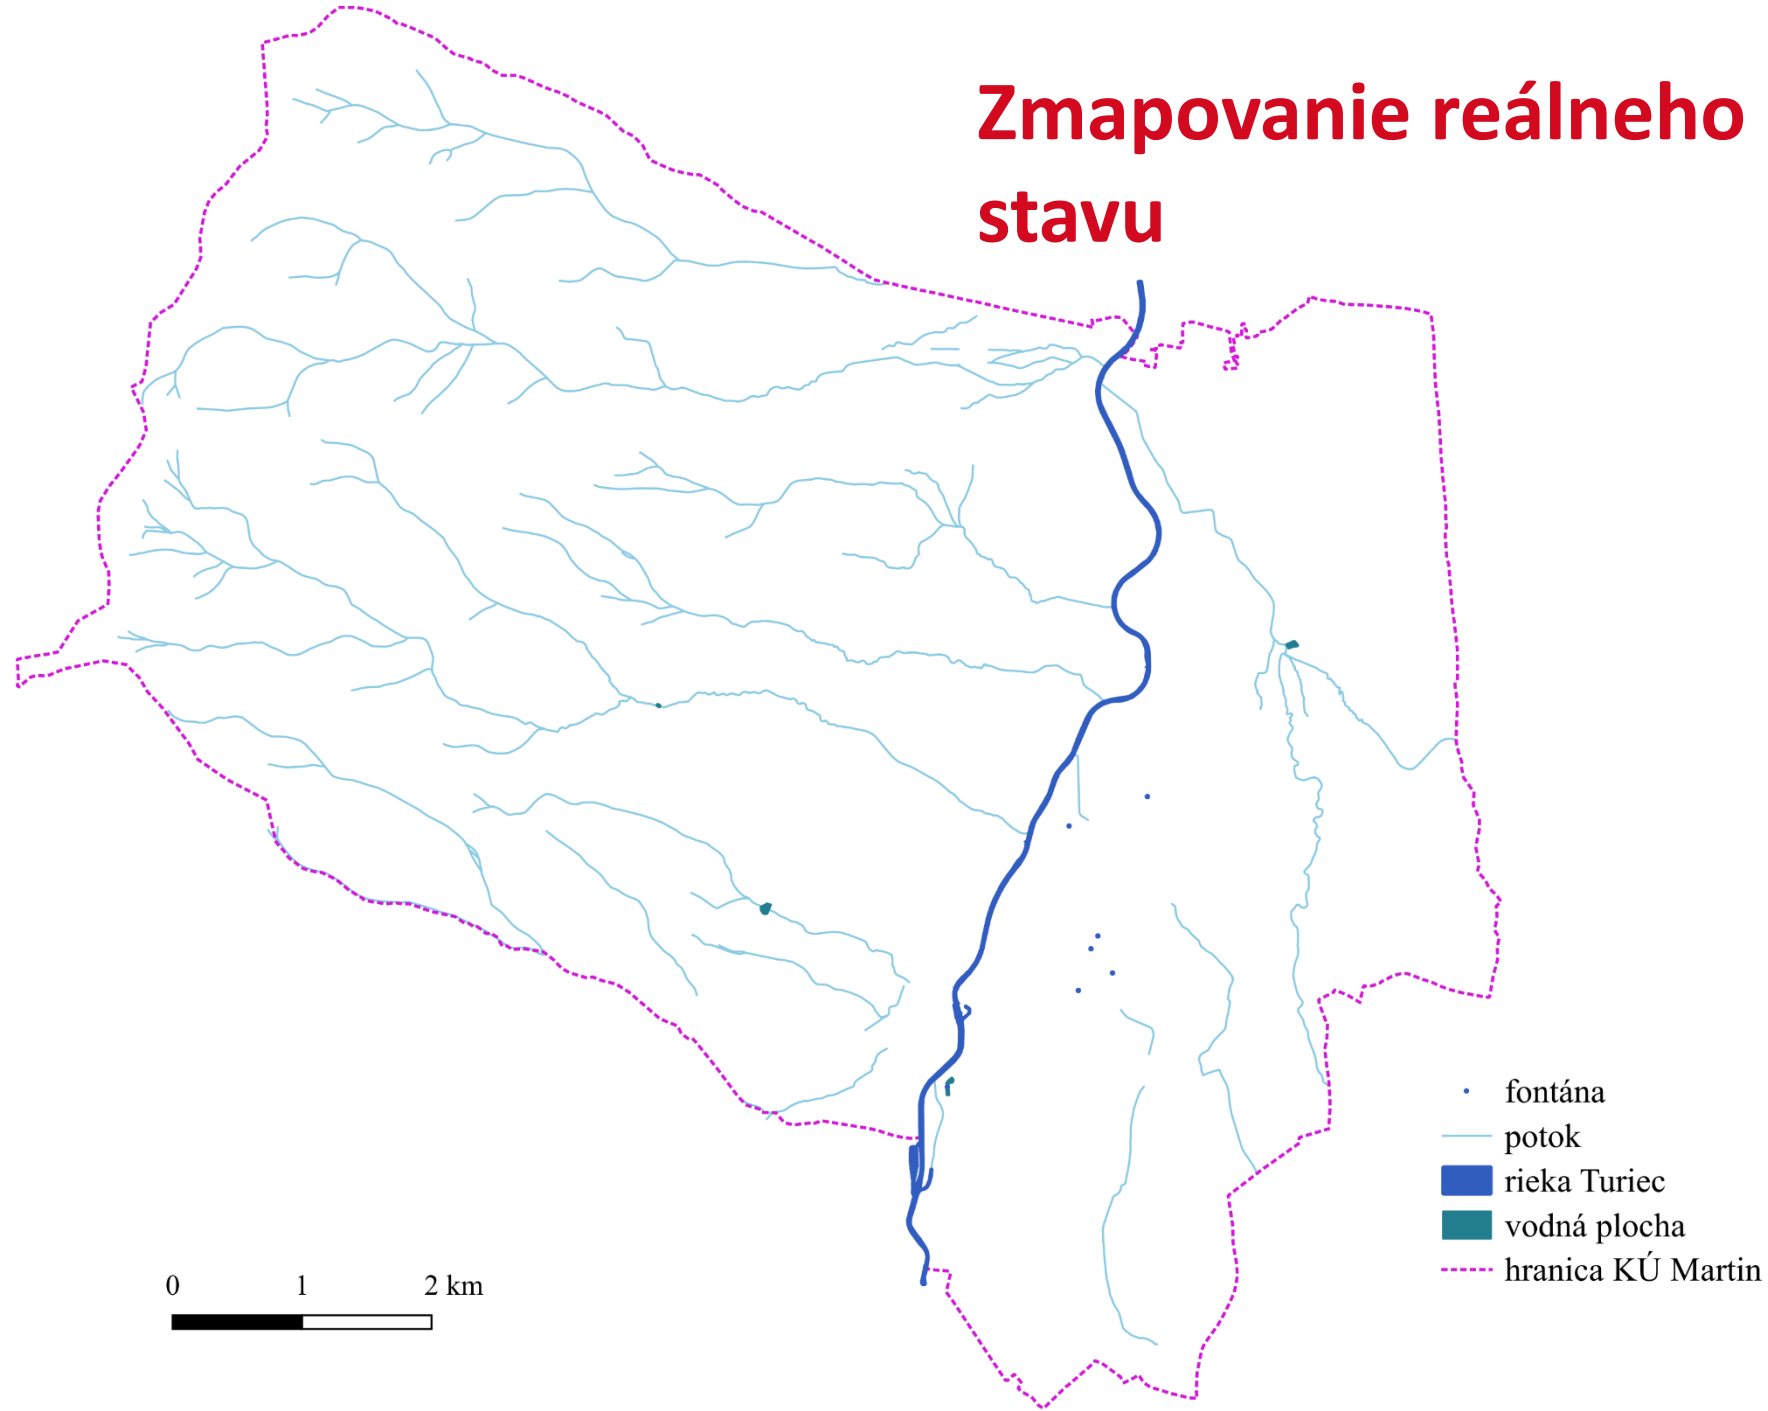 Zmapovanie reálneho
stavu
fontána
potok
rieka Turiec
vodná plocha
hranica KÚ Martin
0 1 2 km